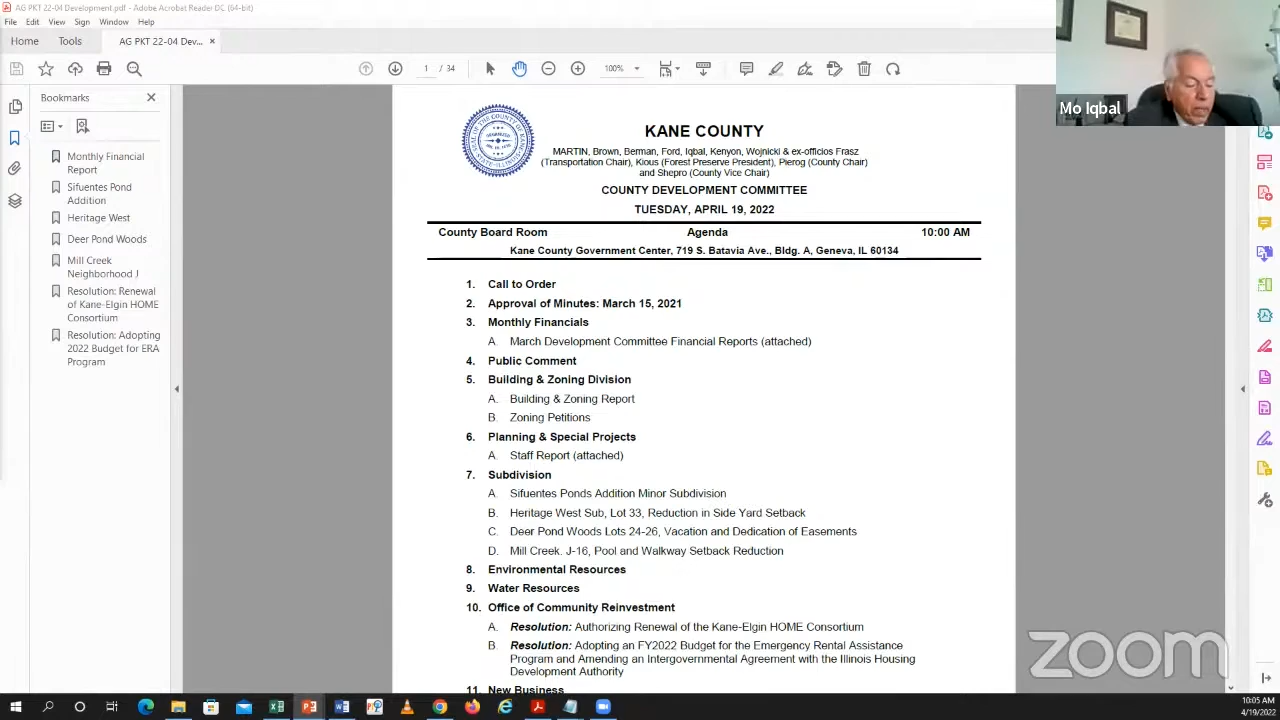 AG PKT 22-04 Development.pdf - Adobe Acrobat Reader DC (64-bit)
File Edit View Sign Window Help
Home Tools AG PKT 22-04 Dev... ×
1 / 34 100%
Bookmarks
Monthly Financial
Report
Sifuentes Pond
Addition
Heritage West
Deer Pond Woods
Mill Creek
Neighborhood J
Resolution: Renewal
of Kane-Elgin HOME
Consortium
Resolution: Adopting
2022 Budget for ERA
Program
Mo Iqbal
KANE COUNTY
MARTIN, Brown, Berman, Ford, Iqbal, Kenyon, Wojnicki & ex-officios Frasz
(Transportation Chair), Kious (Forest Preserve President), Pierog (County Chair)
and Shepro (County Vice Chair)
COUNTY DEVELOPMENT COMMITTEE
TUESDAY, APRIL 19, 2022
County Board Room Agenda 10:00 AM
Kane County Government Center, 719 S. Batavia Ave., Bldg. A, Geneva, IL 60134
1. Call to Order
2. Approval of Minutes: March 15, 2021
3. Monthly Financials
A. March Development Committee Financial Reports (attached)
4. Public Comment
5. Building & Zoning Division
A. Building & Zoning Report
B. Zoning Petitions
6. Planning & Special Projects
A. Staff Report (attached)
7. Subdivision
A. Sifuentes Ponds Addition Minor Subdivision
B. Heritage West Sub, Lot 33, Reduction in Side Yard Setback
C. Deer Pond Woods Lots 24-26, Vacation and Dedication of Easements
D. Mill Creek. J-16, Pool and Walkway Setback Reduction
8. Environmental Resources
9. Water Resources
10. Office of Community Reinvestment
A. Resolution: Authorizing Renewal of the Kane-Elgin HOME Consortium
B. Resolution: Adopting an FY2022 Budget for the Emergency Rental Assistance
Program and Amending an Intergovernmental Agreement with the Illinois Housing
Development Authority
11. New Business
zoom
10:05 AM
4/19/2022